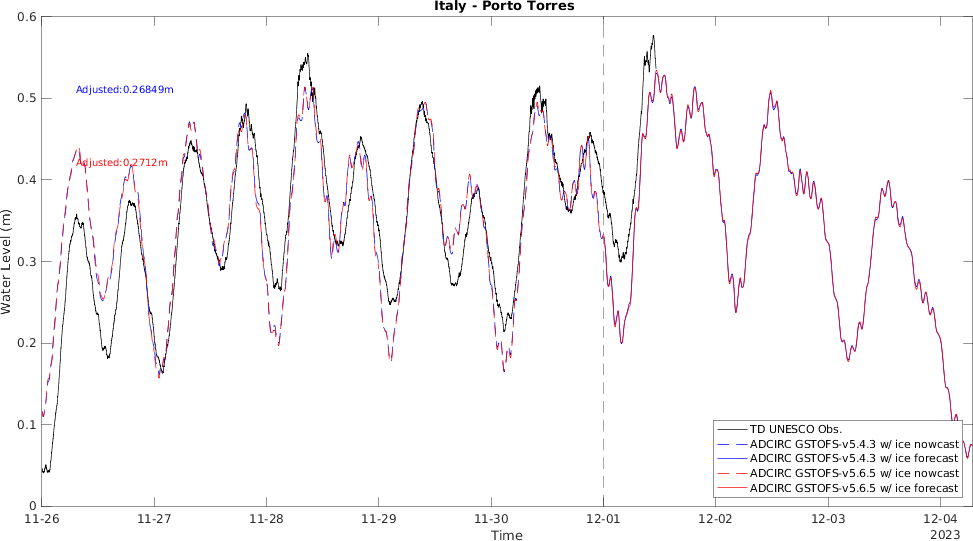 Italy - Porto Torres
0.6
0.5
0.4
0.3
0.2
0.1
0
Water Level (m)
Adjusted:0.26849m
Adjusted:0.2712m
TD UNESCO Obs.
ADCIRC GSTOFS-v5.4.3 w/ ice nowcast
ADCIRC GSTOFS-v5.4.3 w/ ice forecast
ADCIRC GSTOFS-v5.6.5 w/ ice nowcast
ADCIRC GSTOFS-v5.6.5 w/ ice forecast
11-26 11-27 11-28 11-29 11-30 12-01 12-02 12-03 12-04
Time
2023